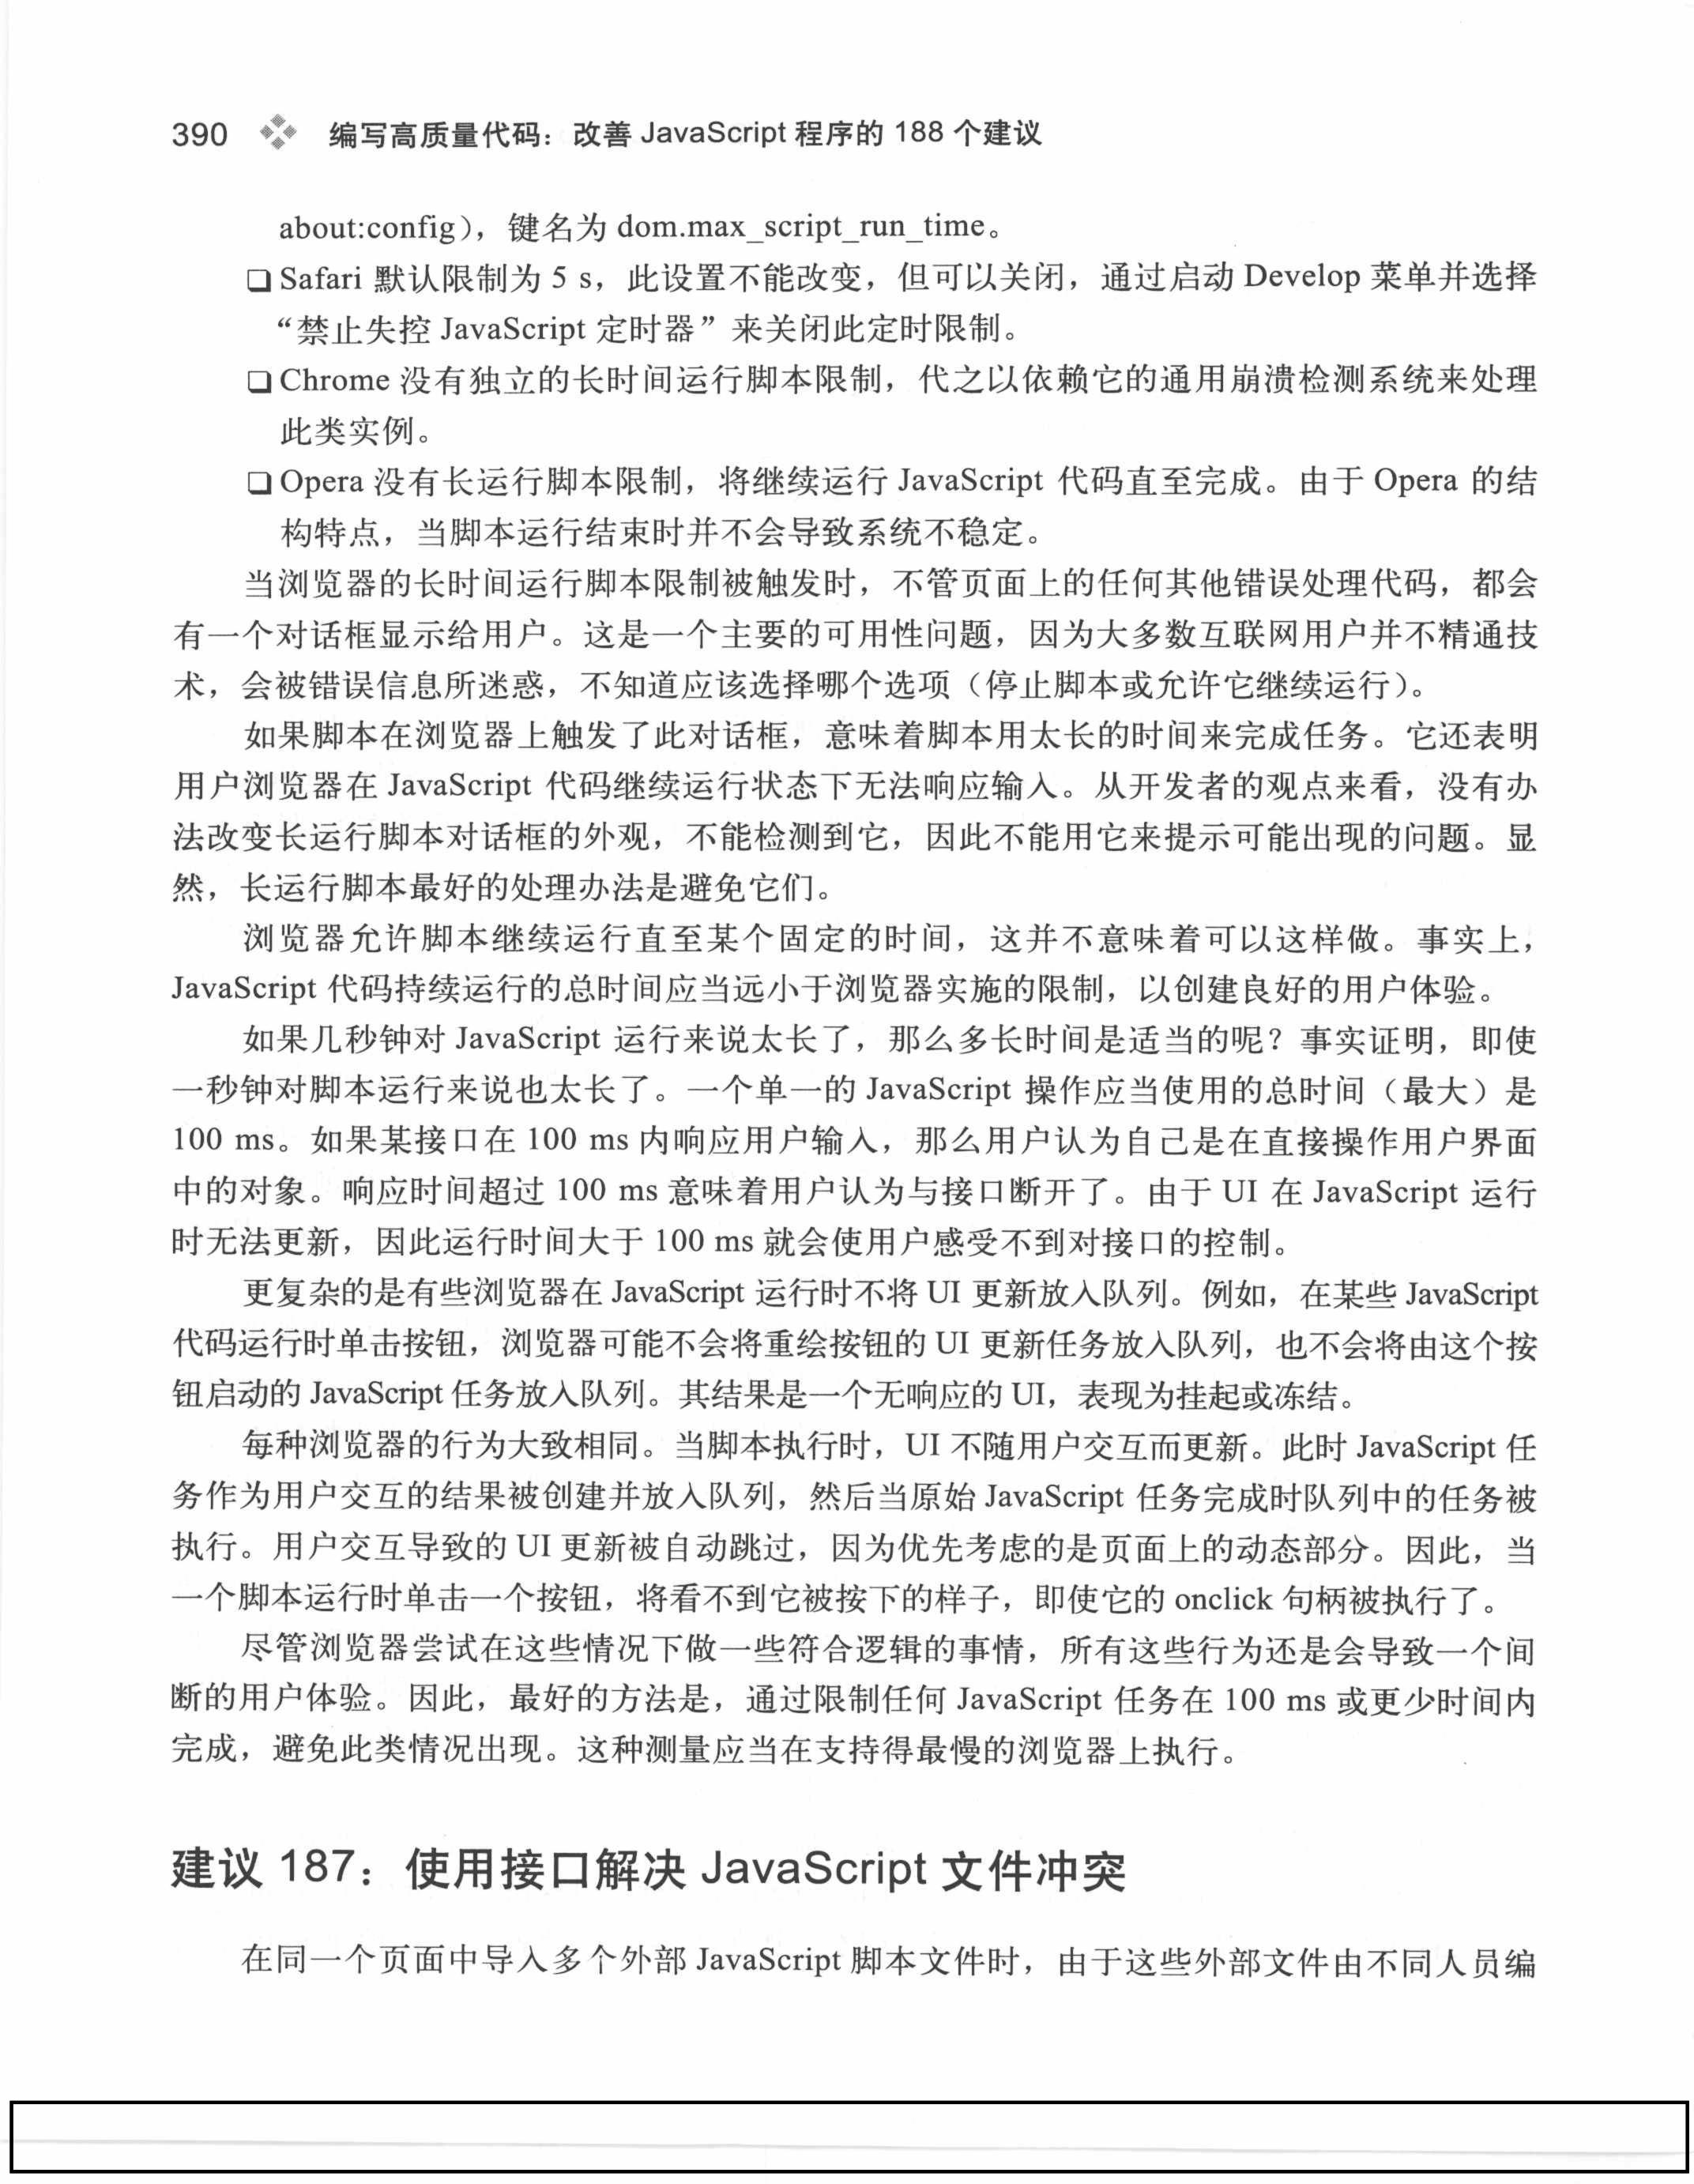 390 编写高质量代码：改善 JavaScript 程序的 188 个建议
about:config），键名为 dom.max_script_run_time。
❑ Safari 默认限制为 5 s，此设置不能改变，但可以关闭，通过启动 Develop 菜单并选择
“禁止失控 JavaScript 定时器” 来关闭此定时限制。
❑ Chrome 没有独立的长时间运行脚本限制，代之以依赖它的通用崩溃检测系统来处理
此类实例。
❑ Opera 没有长运行脚本限制，将继续运行 JavaScript 代码直至完成。由于 Opera 的结
构特点，当脚本运行结束时并不会导致系统不稳定。
当浏览器的长时间运行脚本限制被触发时，不管页面上的任何其他错误处理代码，都会
有一个对话框显示给用户。这是一个主要的可用性问题，因为大多数互联网用户并不精通技
术，会被错误信息所迷惑，不知道应该选择哪个选项（停止脚本或允许它继续运行）。
如果脚本在浏览器上触发了此对话框，意味着脚本用太长的时间来完成任务。它还表明
用户浏览器在 JavaScript 代码继续运行状态下无法响应输入。从开发者的观点来看，没有办
法改变长运行脚本对话框的外观，不能检测到它，因此不能用它来提示可能出现的问题。显
然，长运行脚本最好的处理办法是避免它们。
浏览器允许脚本继续运行直至某个固定的时间，这并不意味着可以这样做。事实上，
JavaScript 代码持续运行的总时间应当远小于浏览器实施的限制，以创建良好的用户体验。
如果几秒钟对 JavaScript 运行来说太长了，那么多长时间是适当的呢？事实证明，即使
一秒钟对脚本运行来说也太长了。一个单一的 JavaScript 操作应当使用的总时间（最大）是
100 ms。如果某接口在 100 ms 内响应用户输入，那么用户认为自己是在直接操作用户界面
中的对象。响应时间超过 100 ms 意味着用户认为与接口断开了。由于 UI 在 JavaScript 运行
时无法更新，因此运行时间大于 100 ms 就会使用户感受不到对接口的控制。
更复杂的是有些浏览器在 JavaScript 运行时不将 UI 更新放入队列。例如，在某些 JavaScript
代码运行时单击按钮，浏览器可能不会将重绘按钮的 UI 更新任务放入队列，也不会将由这个按
钮启动的 JavaScript 任务放入队列。其结果是一个无响应的 UI，表现为挂起或冻结。
每种浏览器的行为大致相同。当脚本执行时，UI 不随用户交互而更新。此时 JavaScript 任
务作为用户交互的结果被创建并放入队列，然后当原始 JavaScript 任务完成时队列中的任务被
执行。用户交互导致的 UI 更新被自动跳过，因为优先考虑的是页面上的动态部分。因此，当
一个脚本运行时单击一个按钮，将看不到它被按下的样子，即使它的 onclick 句柄被执行了。
尽管浏览器尝试在这些情况下做一些符合逻辑的事情，所有这些行为还是会导致一个间
断的用户体验。因此，最好的方法是，通过限制任何 JavaScript 任务在 100 ms 或更少时间内
完成，避免此类情况出现。这种测量应当在支持得最慢的浏览器上执行。
建议 187：使用接口解决 JavaScript 文件冲突
在同一个页面中导入多个外部 JavaScript 脚本文件时，由于这些外部文件由不同人员编